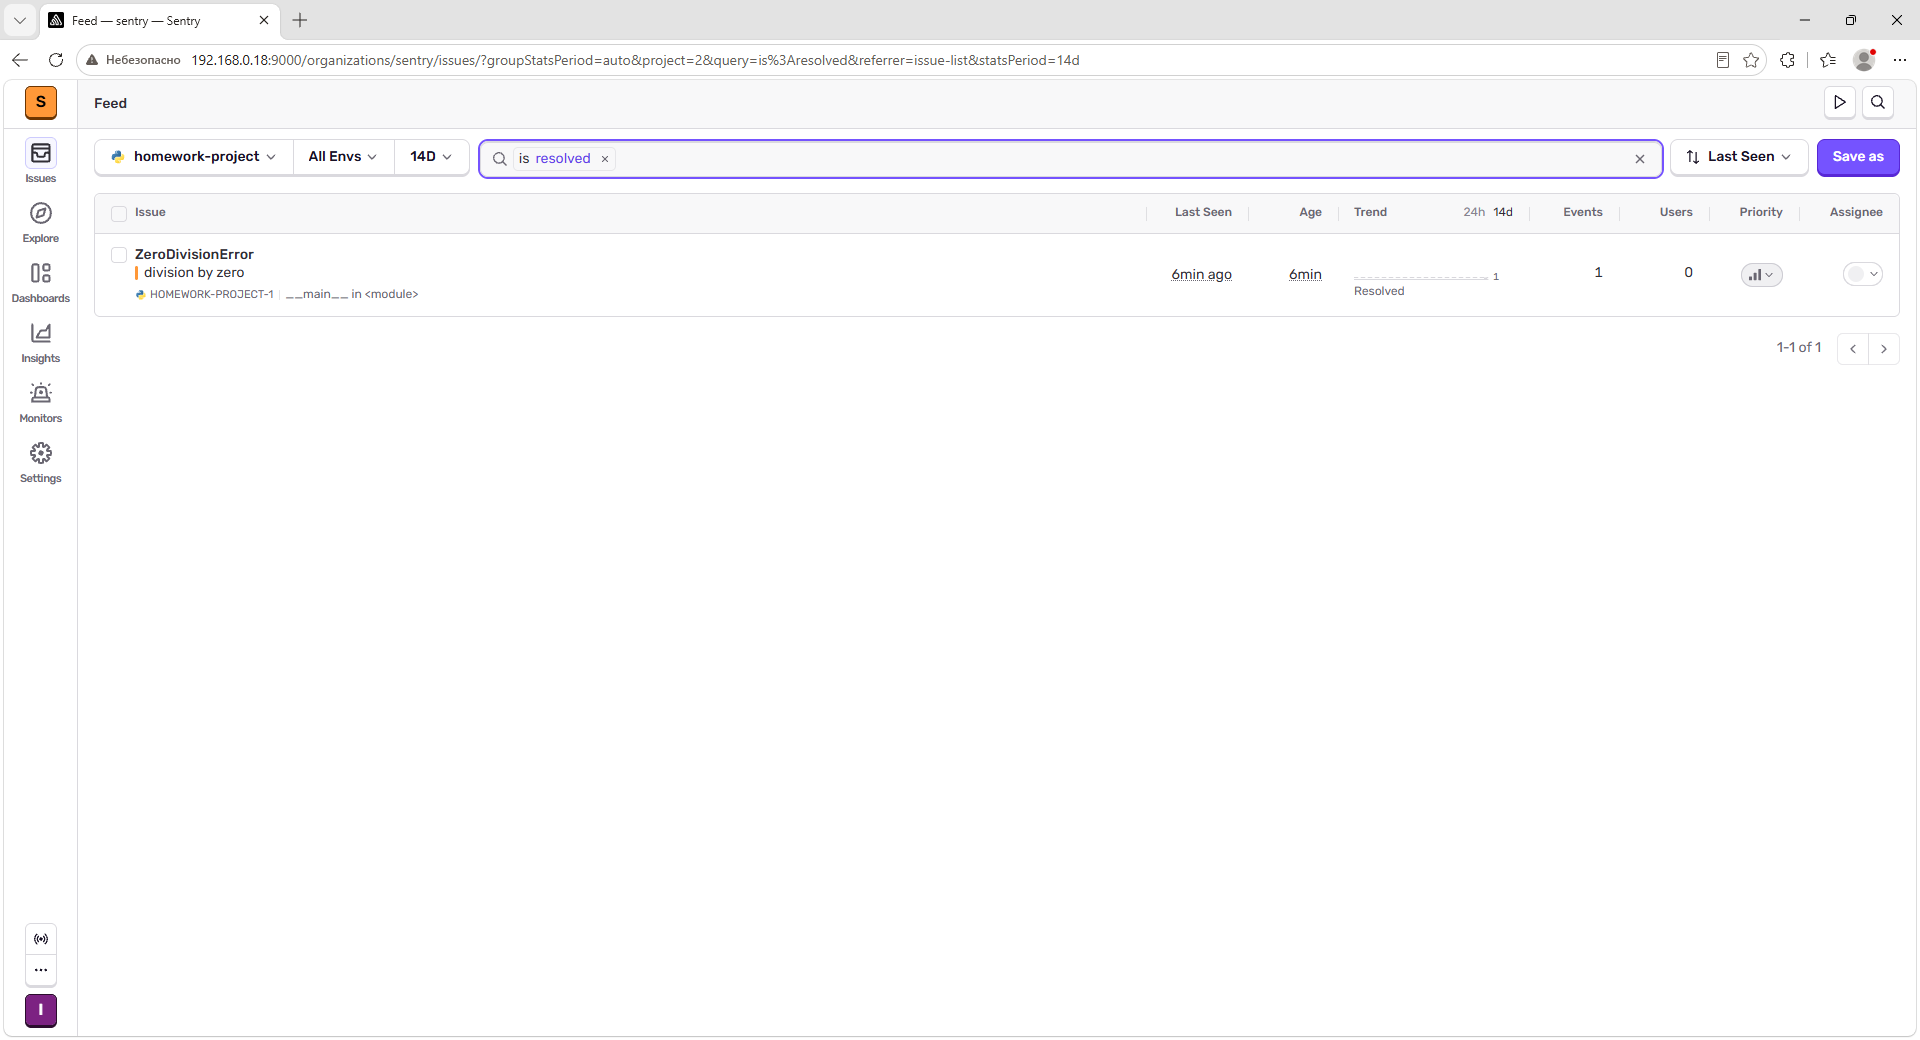 Feed — sentry — Sentry
Небезопасно 192.168.0.18:9000/organizations/sentry/issues/?groupStatsPeriod=auto&project=2&query=is%3Aresolved&referrer=issue-list&statsPeriod=14d
S
Feed
homework-project All Envs 14D is resolved Last Seen Save as
Issues
Explore
Dashboards
Insights
Monitors
Settings
Issue Last Seen Age Trend 24h 14d Events Users Priority Assignee
ZeroDivisionError
division by zero
HOMEWORK-PROJECT-1 __main__ in <module>
6min ago 6min 1 1 0
Resolved
1-1 of 1
I